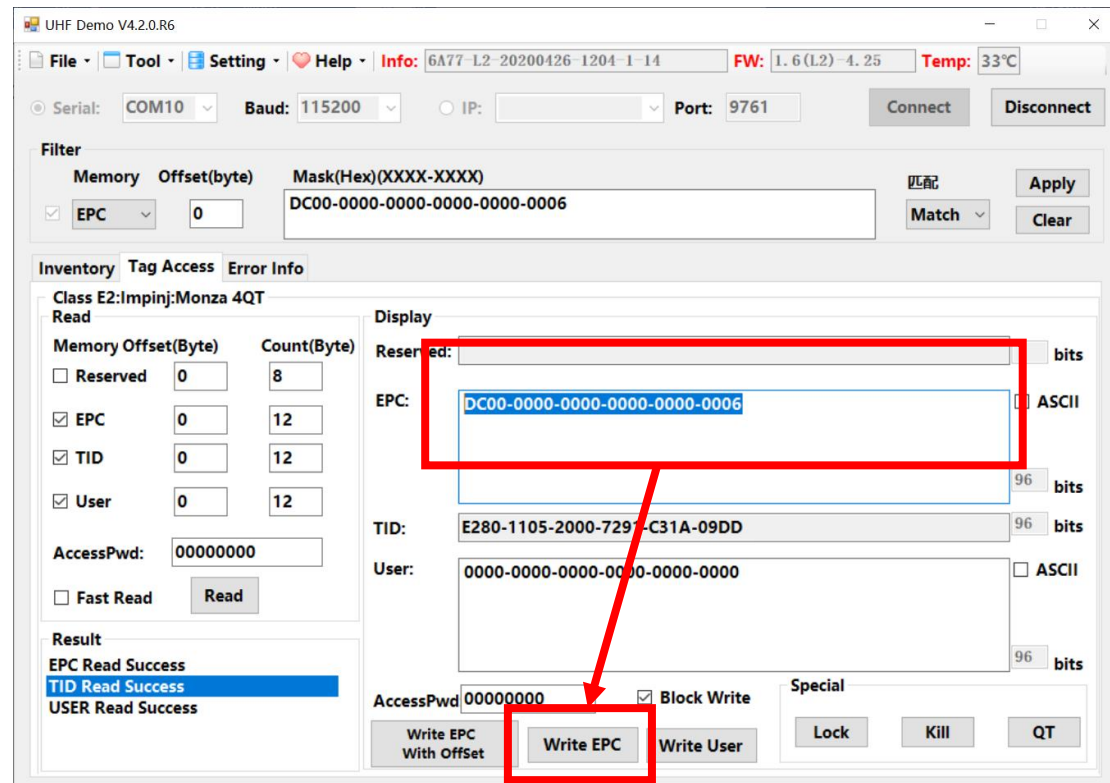 UHF Demo V4.2.0.R6
File Tool Setting Help Info: 6A77-L2-20200426-1204-1-14 FW: 1.6(L2)-4.25 Temp: 33℃
Serial: COM10 Baud: 115200 IP: Port: 9761 Connect Disconnect
Filter
Memory Offset(byte) Mask(Hex)(XXXX-XXXX) 匹配
EPC 0 DC00-0000-0000-0000-0000-0006 Match Apply
Clear
Inventory Tag Access Error Info
Class E2:Impinj:Monza 4QT
Read
Memory Offset(Byte) Count(Byte)
Reserved 0 8
EPC 0 12
TID 0 12
User 0 12
AccessPwd: 00000000
Fast Read Read
Result
EPC Read Success
TID Read Success
USER Read Success
Display
Reserved: bits
EPC: DC00-0000-0000-0000-0000-0006 ASCII
96 bits
TID: E280-1105-2000-7291-C31A-09DD 96 bits
User: 0000-0000-0000-0000-0000-0000 ASCII
96 bits
AccessPwd 00000000 Block Write
Write EPC
With OffSet
Write EPC
Write User
Special
Lock Kill QT